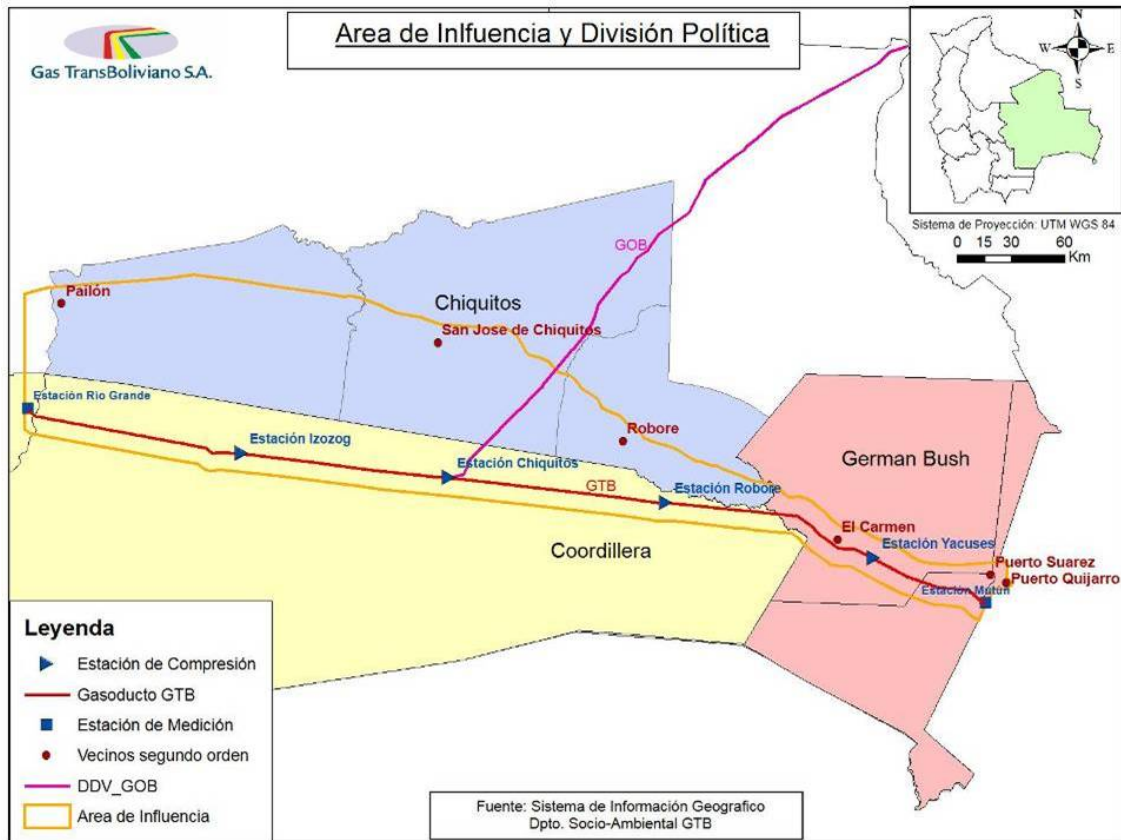 Gas TransBoliviano S.A.
Area de Inlfuencia y División Política
N
W E
S
Sistema de Proyección: UTM WGS 84
0 15 30 60
Km
GOB
Pailón
Chiquitos
San Jose de Chiquitos
Estación Rio Grande
Estación Izozog
Robore
Estación Chiquitos
German Bush
GTB
Estación Robore
El Carmen
Estación Yacuses
Coordillera
Puerto Suarez
Puerto Quijarro
Estación Mutún
Leyenda
Estación de Compresión
Gasoducto GTB
Estación de Medición
Vecinos segundo orden
DDV_GOB
Area de Influencia
Fuente: Sistema de Información Geografico
Dpto. Socio-Ambiental GTB